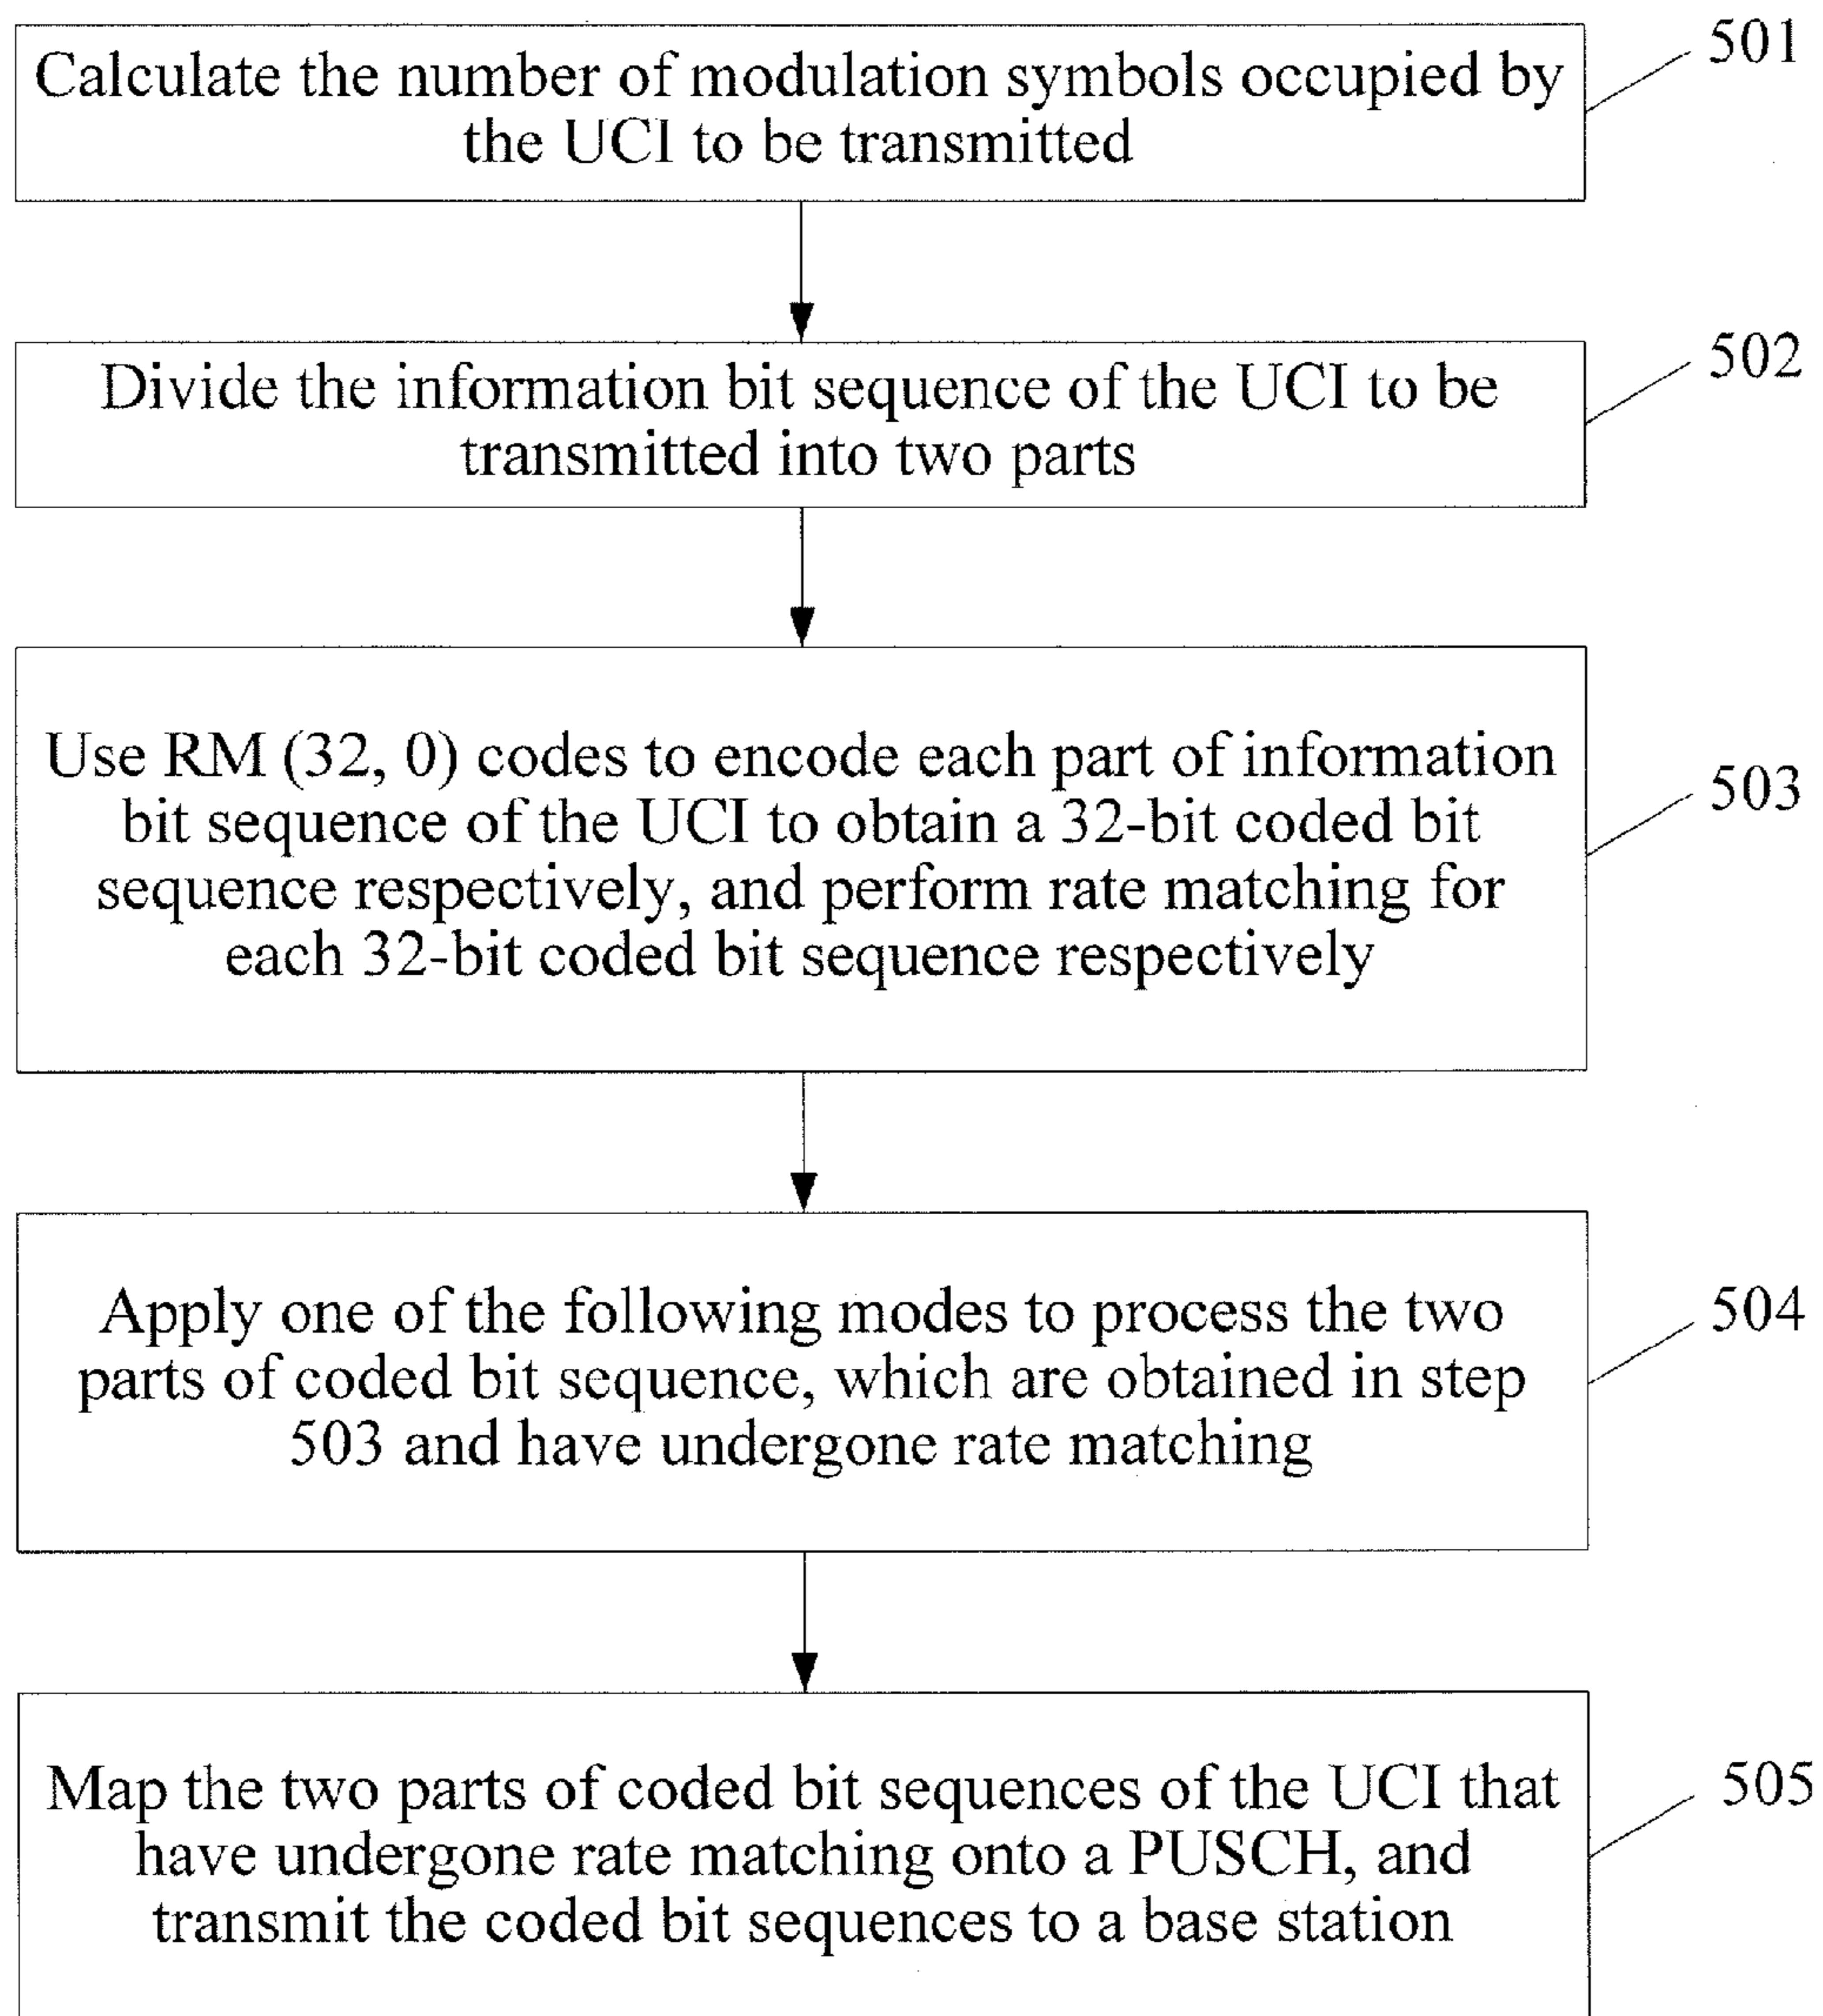 Calculate the number of modulation symbols occupied by
the UCI to be transmitted
501
Divide the information bit sequence of the UCI to be
transmitted into two parts
502
Use RM (32, 0) codes to encode each part of information
bit sequence of the UCI to obtain a 32-bit coded bit
sequence respectively, and perform rate matching for
each 32-bit coded bit sequence respectively
503
Apply one of the following modes to process the two
parts of coded bit sequence, which are obtained in step
503 and have undergone rate matching
504
Map the two parts of coded bit sequences of the UCI that
have undergone rate matching onto a PUSCH, and
transmit the coded bit sequences to a base station
505